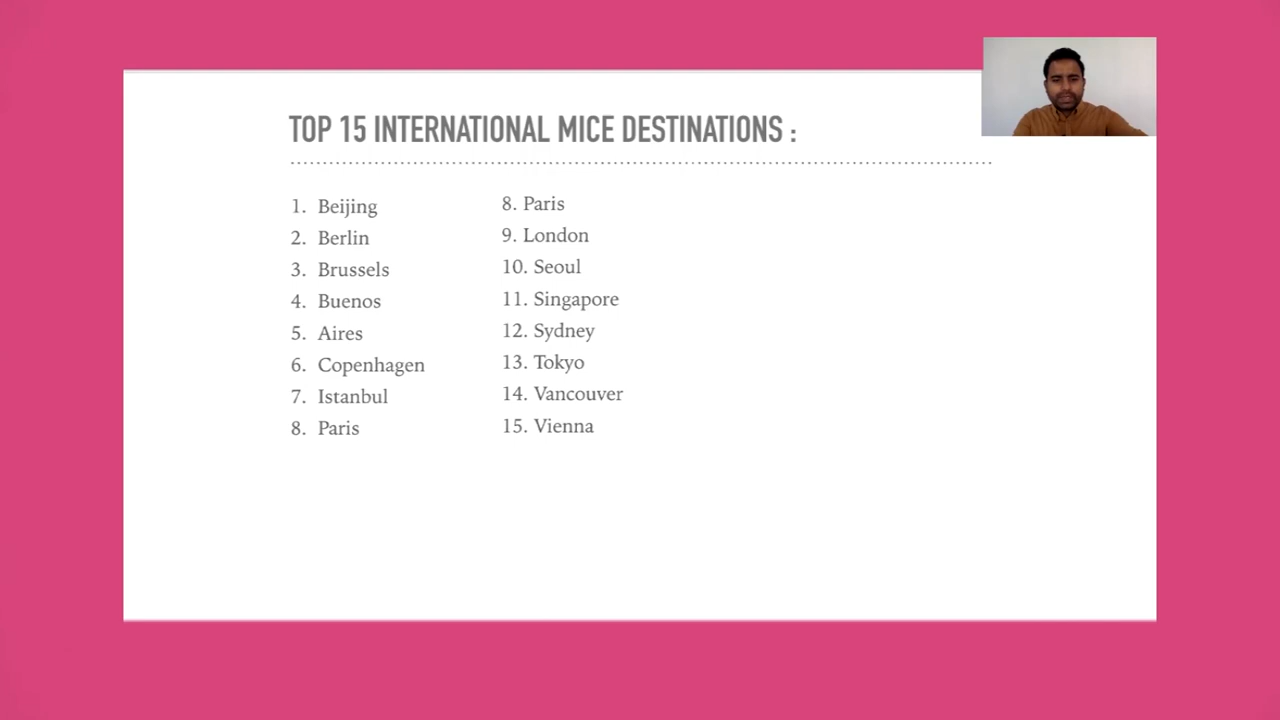 TOP 15 INTERNATIONAL MICE DESTINATIONS :
1. Beijing
2. Berlin
3. Brussels
4. Buenos
5. Aires
6. Copenhagen
7. Istanbul
8. Paris
8. Paris
9. London
10. Seoul
11. Singapore
12. Sydney
13. Tokyo
14. Vancouver
15. Vienna